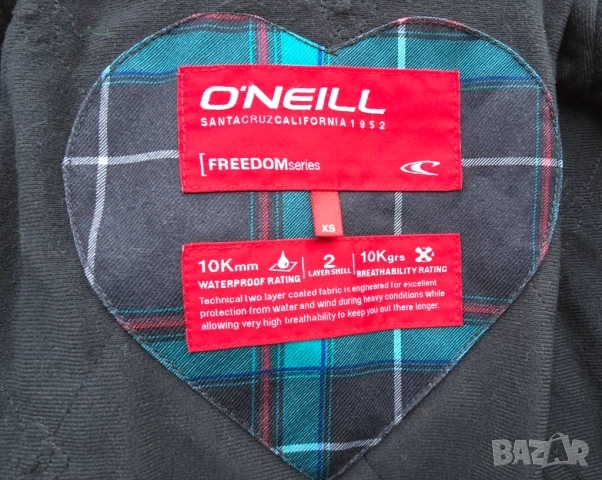 O'NEILL
SANTACRUZCALIFORNIA1952
[FREEDOMseries
XS
10Kmm
WATERPROOF RATING
2
LAYER SHELL
10Kgrs
BREATHABILITY RATING
Technical two layer coated fabric is engineered for excellent
protection from water and wind during heavy conditions While
allowing very high breathability to keep you out there longer.
BAZAR
bg